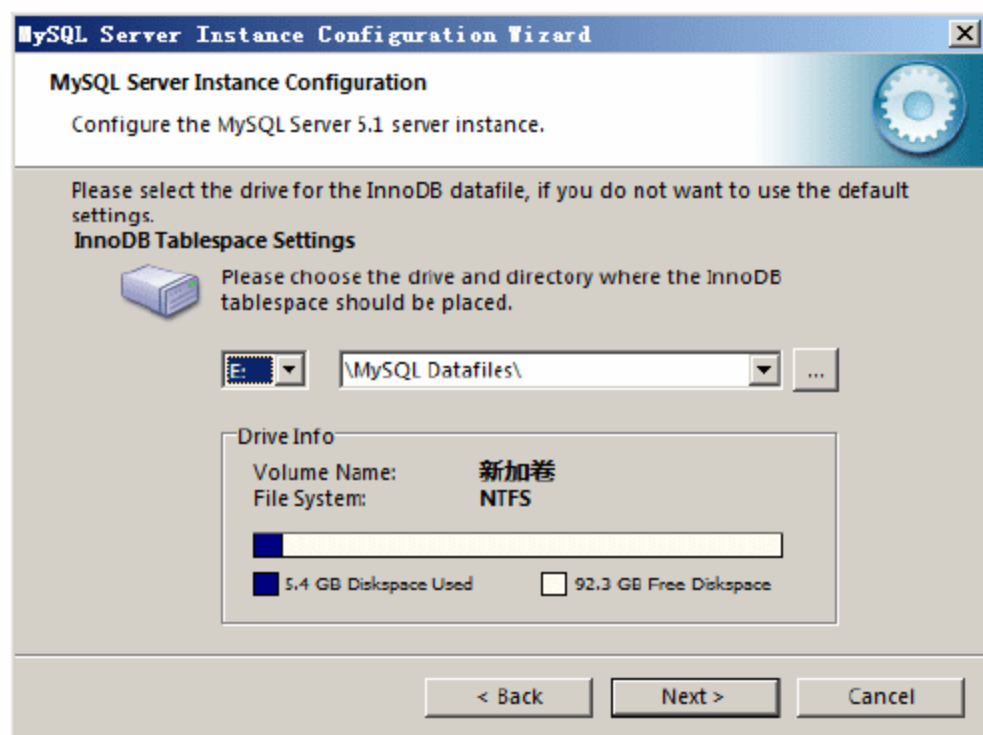 MySQL Server Instance Configuration Wizard
MySQL Server Instance Configuration
Configure the MySQL Server 5.1 server instance.
Please select the drive for the InnoDB datafile, if you do not want to use the default
settings.
InnoDB Tablespace Settings
Please choose the drive and directory where the InnoDB
tablespace should be placed.
E: \MySQL Datafiles\ ...
Drive Info
Volume Name: 新加卷
File System: NTFS
5.4 GB Diskspace Used 92.3 GB Free Diskspace
< Back Next > Cancel